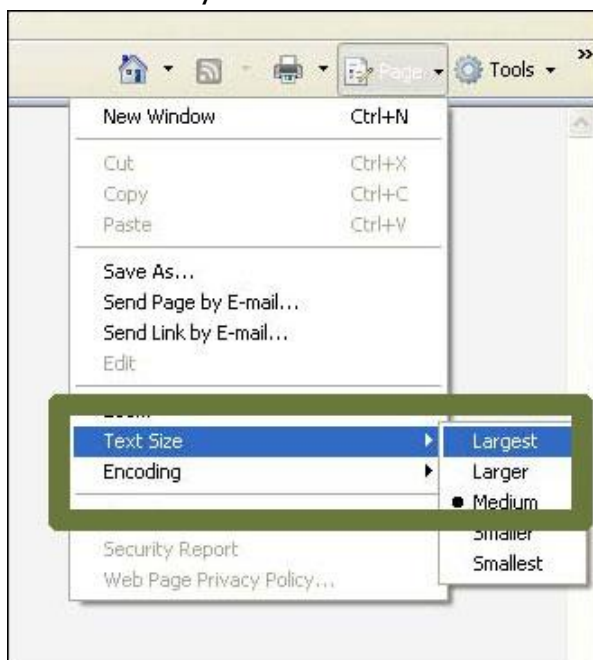 Page Tools »
New Window Ctrl+N
Cut Ctrl+X
Copy Ctrl+C
Paste Ctrl+V
Save As...
Send Page by E-mail...
Send Link by E-mail...
Edit
Text Size Largest
Encoding Larger
Medium
Smaller
Security Report
Smallest
Web Page Privacy Policy...